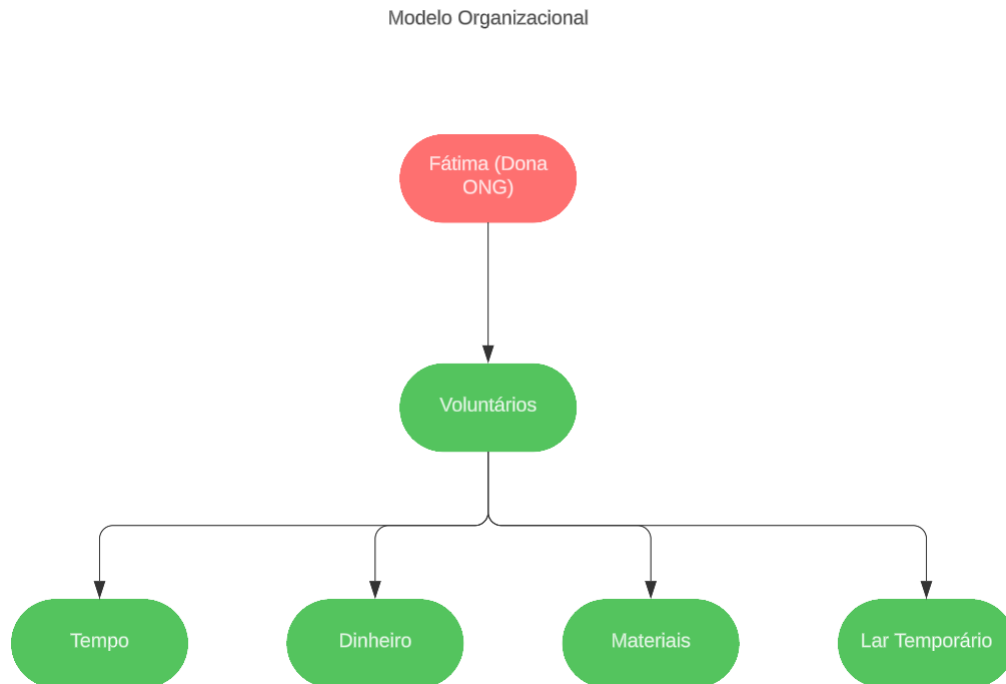 Modelo Organizacional
Fátima (Dona
ONG)
Voluntários
Tempo
Dinheiro
Materiais
Lar Temporário